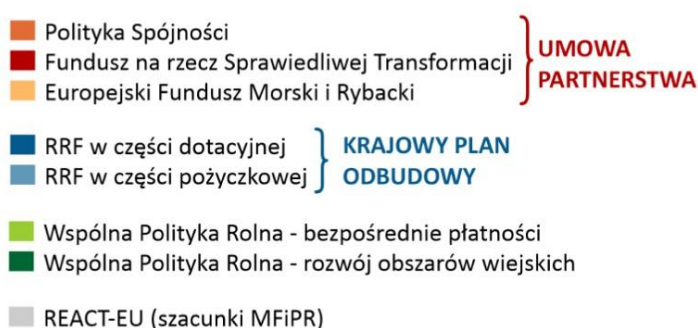 Polityka Spójności
Fundusz na rzecz Sprawiedliwej Transformacji
Europejski Fundusz Morski i Rybacki
UMOWA
PARTNERSTWA
RRF w części dotacyjnej
RRF w części pożyczkowej
KRAJOWY PLAN
ODBUDOWY
Wspólna Polityka Rolna - bezpośrednie płatności
Wspólna Polityka Rolna - rozwój obszarów wiejskich
REACT-EU (szacunki MFiPR)